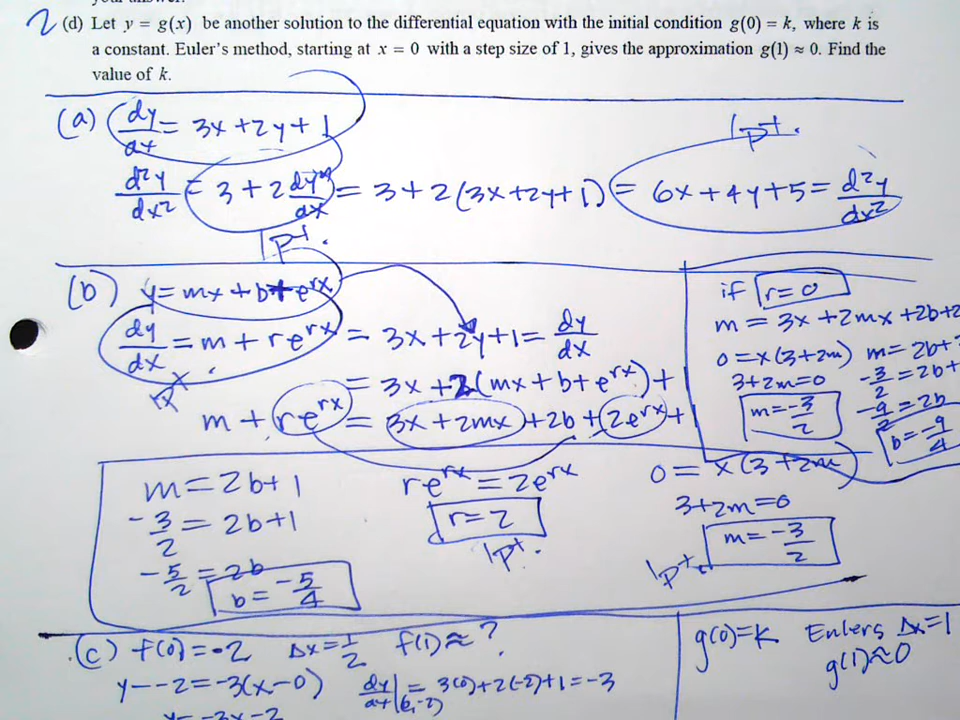 2 (d) Let y = g(x) be another solution to the differential equation with the initial condition g(0) = k, where k is
a constant. Euler's method, starting at x = 0 with a step size of 1, gives the approximation g(1) ≈ 0. Find the
value of k.
(a) dy/dx = 3x + 2y + 1
1 pt.
d²y/dx² = 3 + 2 dy/dx = 3 + 2(3x + 2y + 1) = 6x + 4y + 5 = d²y/dx²
1 pt.
(b) y = mx + b + e^rx
dy/dx = m + re^rx = 3x + 2y + 1 = dy/dx
rx
= 3x + 2(mx + b + e^rx) +
m + re^rx = 3x + 2mx + 2b + 2e^rx +
if r = 0
m = 3x + 2mx + 2b + 2
0 = x(3 + 2m) m = 2b +
3 + 2m = 0 -3/2 = 2b +
m = -3/2 -9/2 = 2b
b = -9/4
m = 2b + 1 re^rx = 2e^rx 0 = x(3 + 2m
-3/2 = 2b + 1 r = 2 3 + 2m = 0
-5/2 = 2b 1 pt. 1 pt. m = -3/2
b = -5/4
(c) f(0) = -2 Δx = 1/2 f(1) ≈ ?
y - -2 = -3(x - 0) dy/dx|(0,-2) = 3(0) + 2(-2) + 1 = -3
y = -3x - 2
g(0) = k Eulers Δx = 1
g(1) ≈ 0